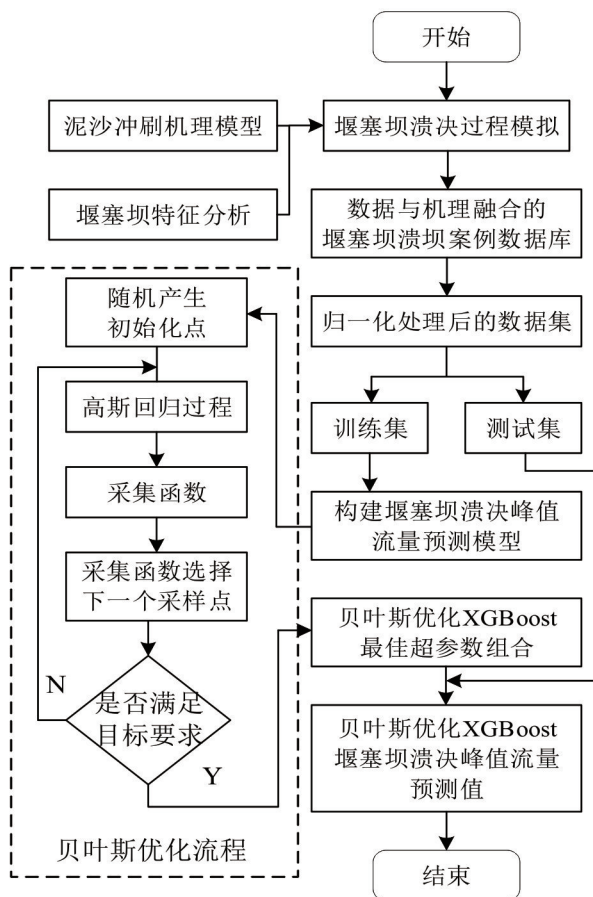 开始
泥沙冲刷机理模型
堰塞坝溃决过程模拟
堰塞坝特征分析
数据与机理融合的
堰塞坝溃坝案例数据库
随机产生
初始化点
归一化处理后的数据集
高斯回归过程
训练集
测试集
采集函数
构建堰塞坝溃决峰值
流量预测模型
采集函数选择
下一个采样点
贝叶斯优化XGBoost
最佳超参数组合
N
是否满足
目标要求
Y
贝叶斯优化XGBoost
堰塞坝溃决峰值流量
预测值
贝叶斯优化流程
结束